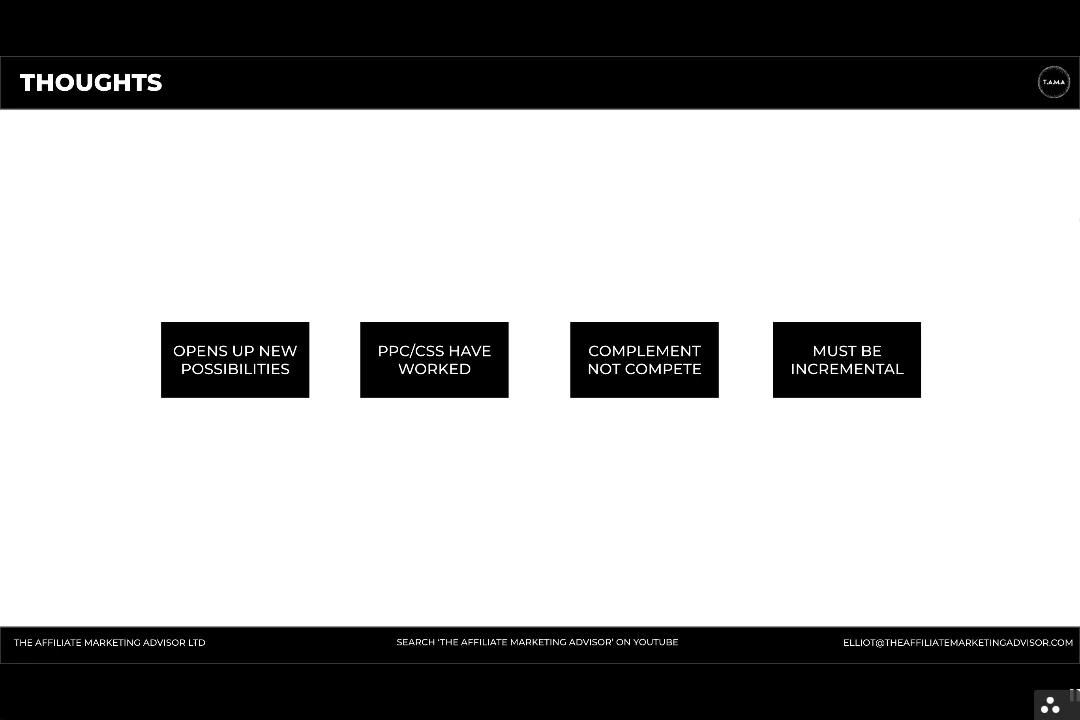 THOUGHTS
T.A.M.A
OPENS UP NEW
POSSIBILITIES
PPC/CSS HAVE
WORKED
COMPLEMENT
NOT COMPETE
MUST BE
INCREMENTAL
THE AFFILIATE MARKETING ADVISOR LTD
SEARCH ‘THE AFFILIATE MARKETING ADVISOR’ ON YOUTUBE
ELLIOT@THEAFFILIATEMARKETINGADVISOR.COM